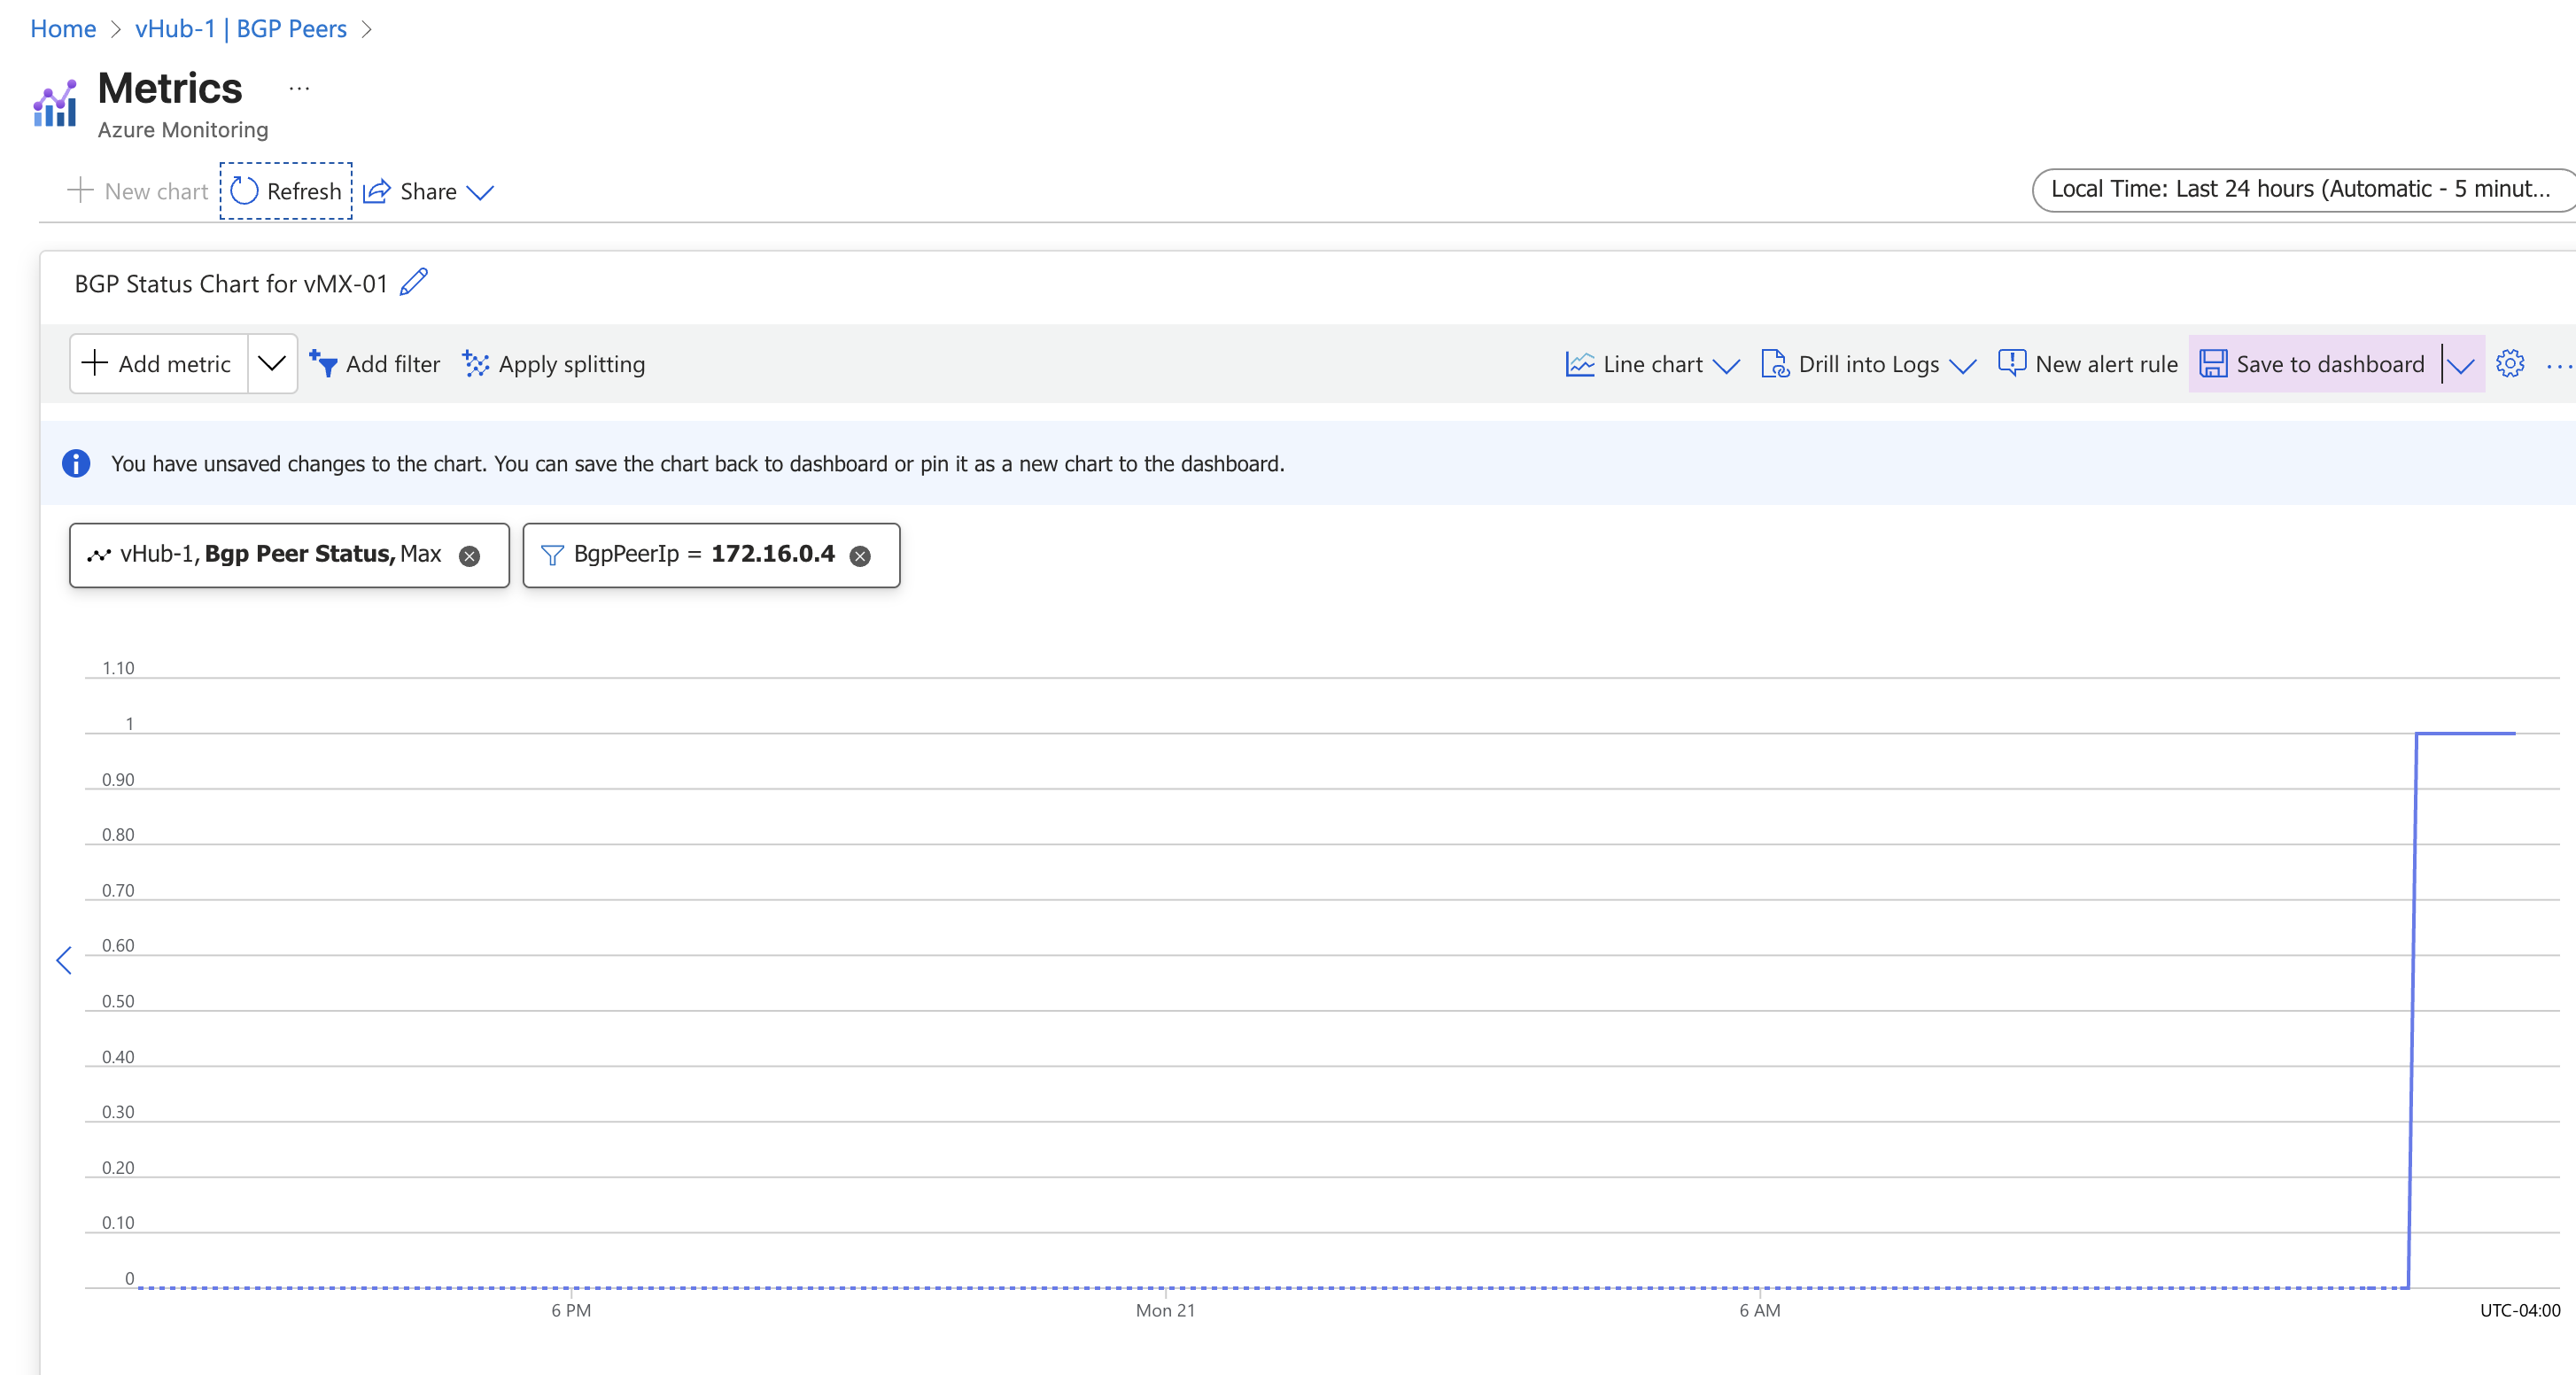 Home > vHub-1 | BGP Peers >
Metrics ...
Azure Monitoring
New chart Refresh Share
Local Time: Last 24 hours (Automatic - 5 minut...
BGP Status Chart for vMX-01
Add metric Add filter Apply splitting Line chart Drill into Logs New alert rule Save to dashboard ...
You have unsaved changes to the chart. You can save the chart back to dashboard or pin it as a new chart to the dashboard.
vHub-1, Bgp Peer Status, Max BgpPeerIp = 172.16.0.4
1.10
1
0.90
0.80
0.70
0.60
0.50
0.40
0.30
0.20
0.10
0
6 PM Mon 21 6 AM UTC-04:00